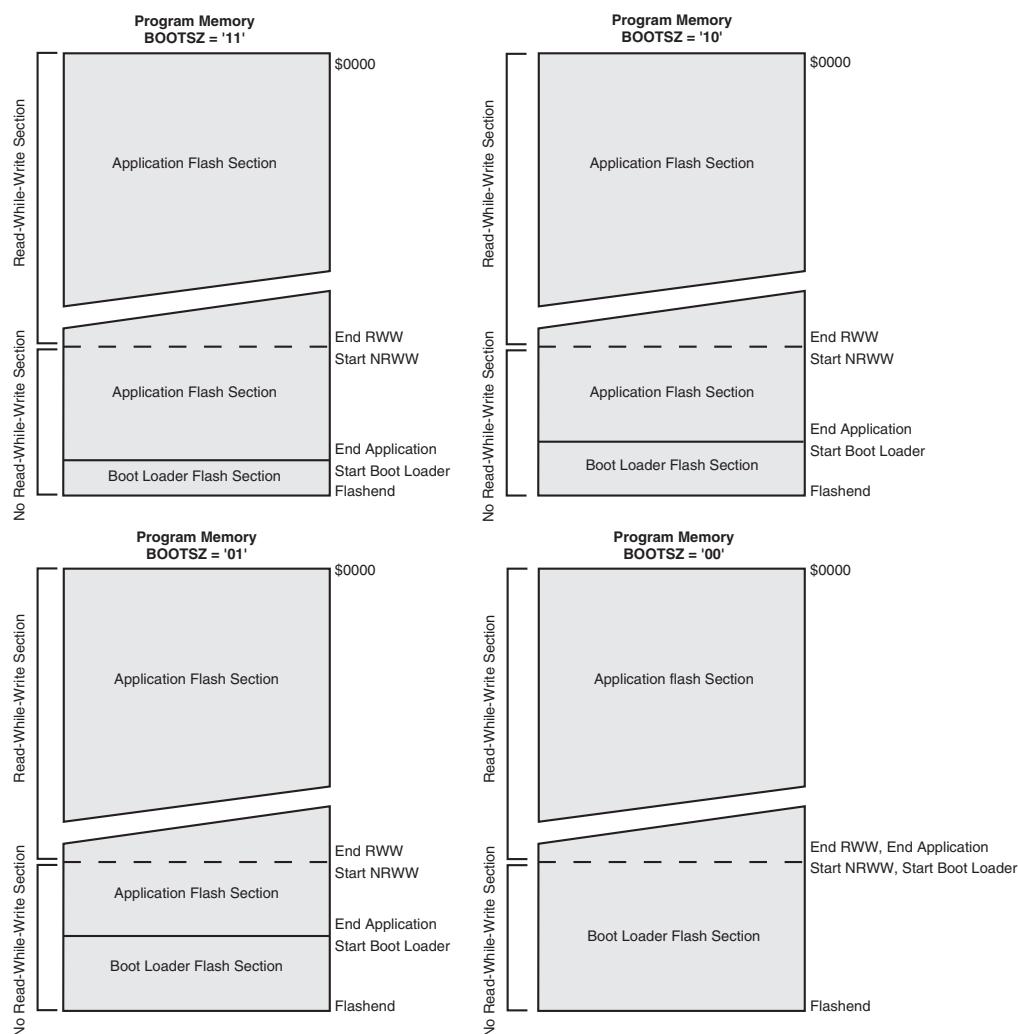 Program Memory
BOOTSZ = '11'
$0000
Read-While-Write Section
Application Flash Section
End RWW
Start NRWW
No Read-While-Write Section
Application Flash Section
End Application
Start Boot Loader
Boot Loader Flash Section
Flashend
Program Memory
BOOTSZ = '10'
$0000
Read-While-Write Section
Application Flash Section
End RWW
Start NRWW
No Read-While-Write Section
Application Flash Section
End Application
Start Boot Loader
Boot Loader Flash Section
Flashend
Program Memory
BOOTSZ = '01'
$0000
Read-While-Write Section
Application Flash Section
End RWW
Start NRWW
No Read-While-Write Section
Application Flash Section
End Application
Start Boot Loader
Boot Loader Flash Section
Flashend
Program Memory
BOOTSZ = '00'
$0000
Read-While-Write Section
Application flash Section
End RWW, End Application
Start NRWW, Start Boot Loader
No Read-While-Write Section
Boot Loader Flash Section
Flashend